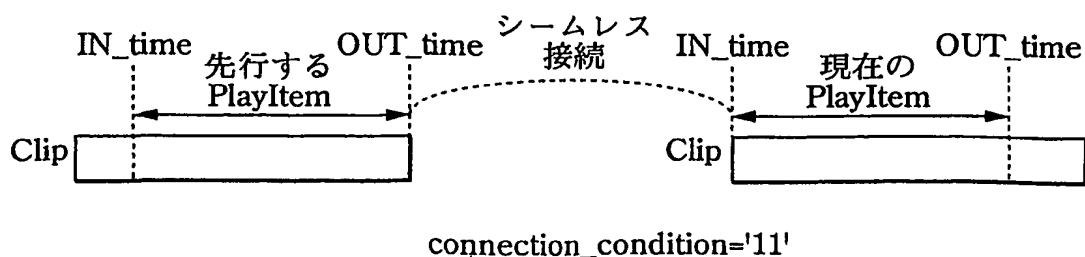 シームレス
接続
IN_time OUT_time IN_time OUT_time
先行する
PlayItem
現在の
PlayItem
Clip Clip
connection_condition='11'